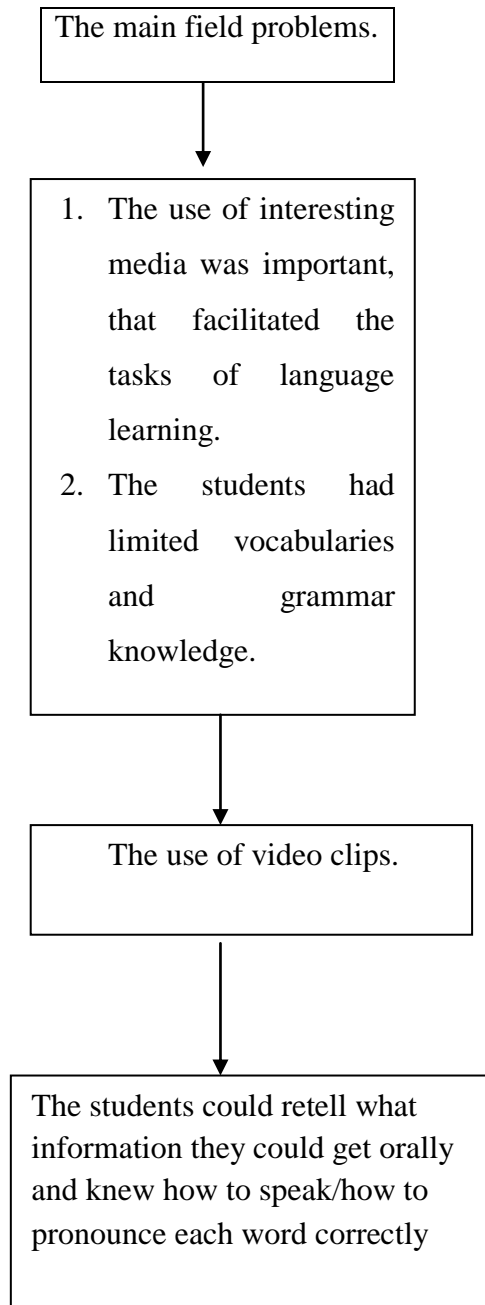 The main field problems.
1. The use of interesting
media was important,
that facilitated the
tasks of language
learning.
2. The students had
limited vocabularies
and grammar
knowledge.
The use of video clips.
The students could retell what
information they could get orally
and knew how to speak/how to
pronounce each word correctly